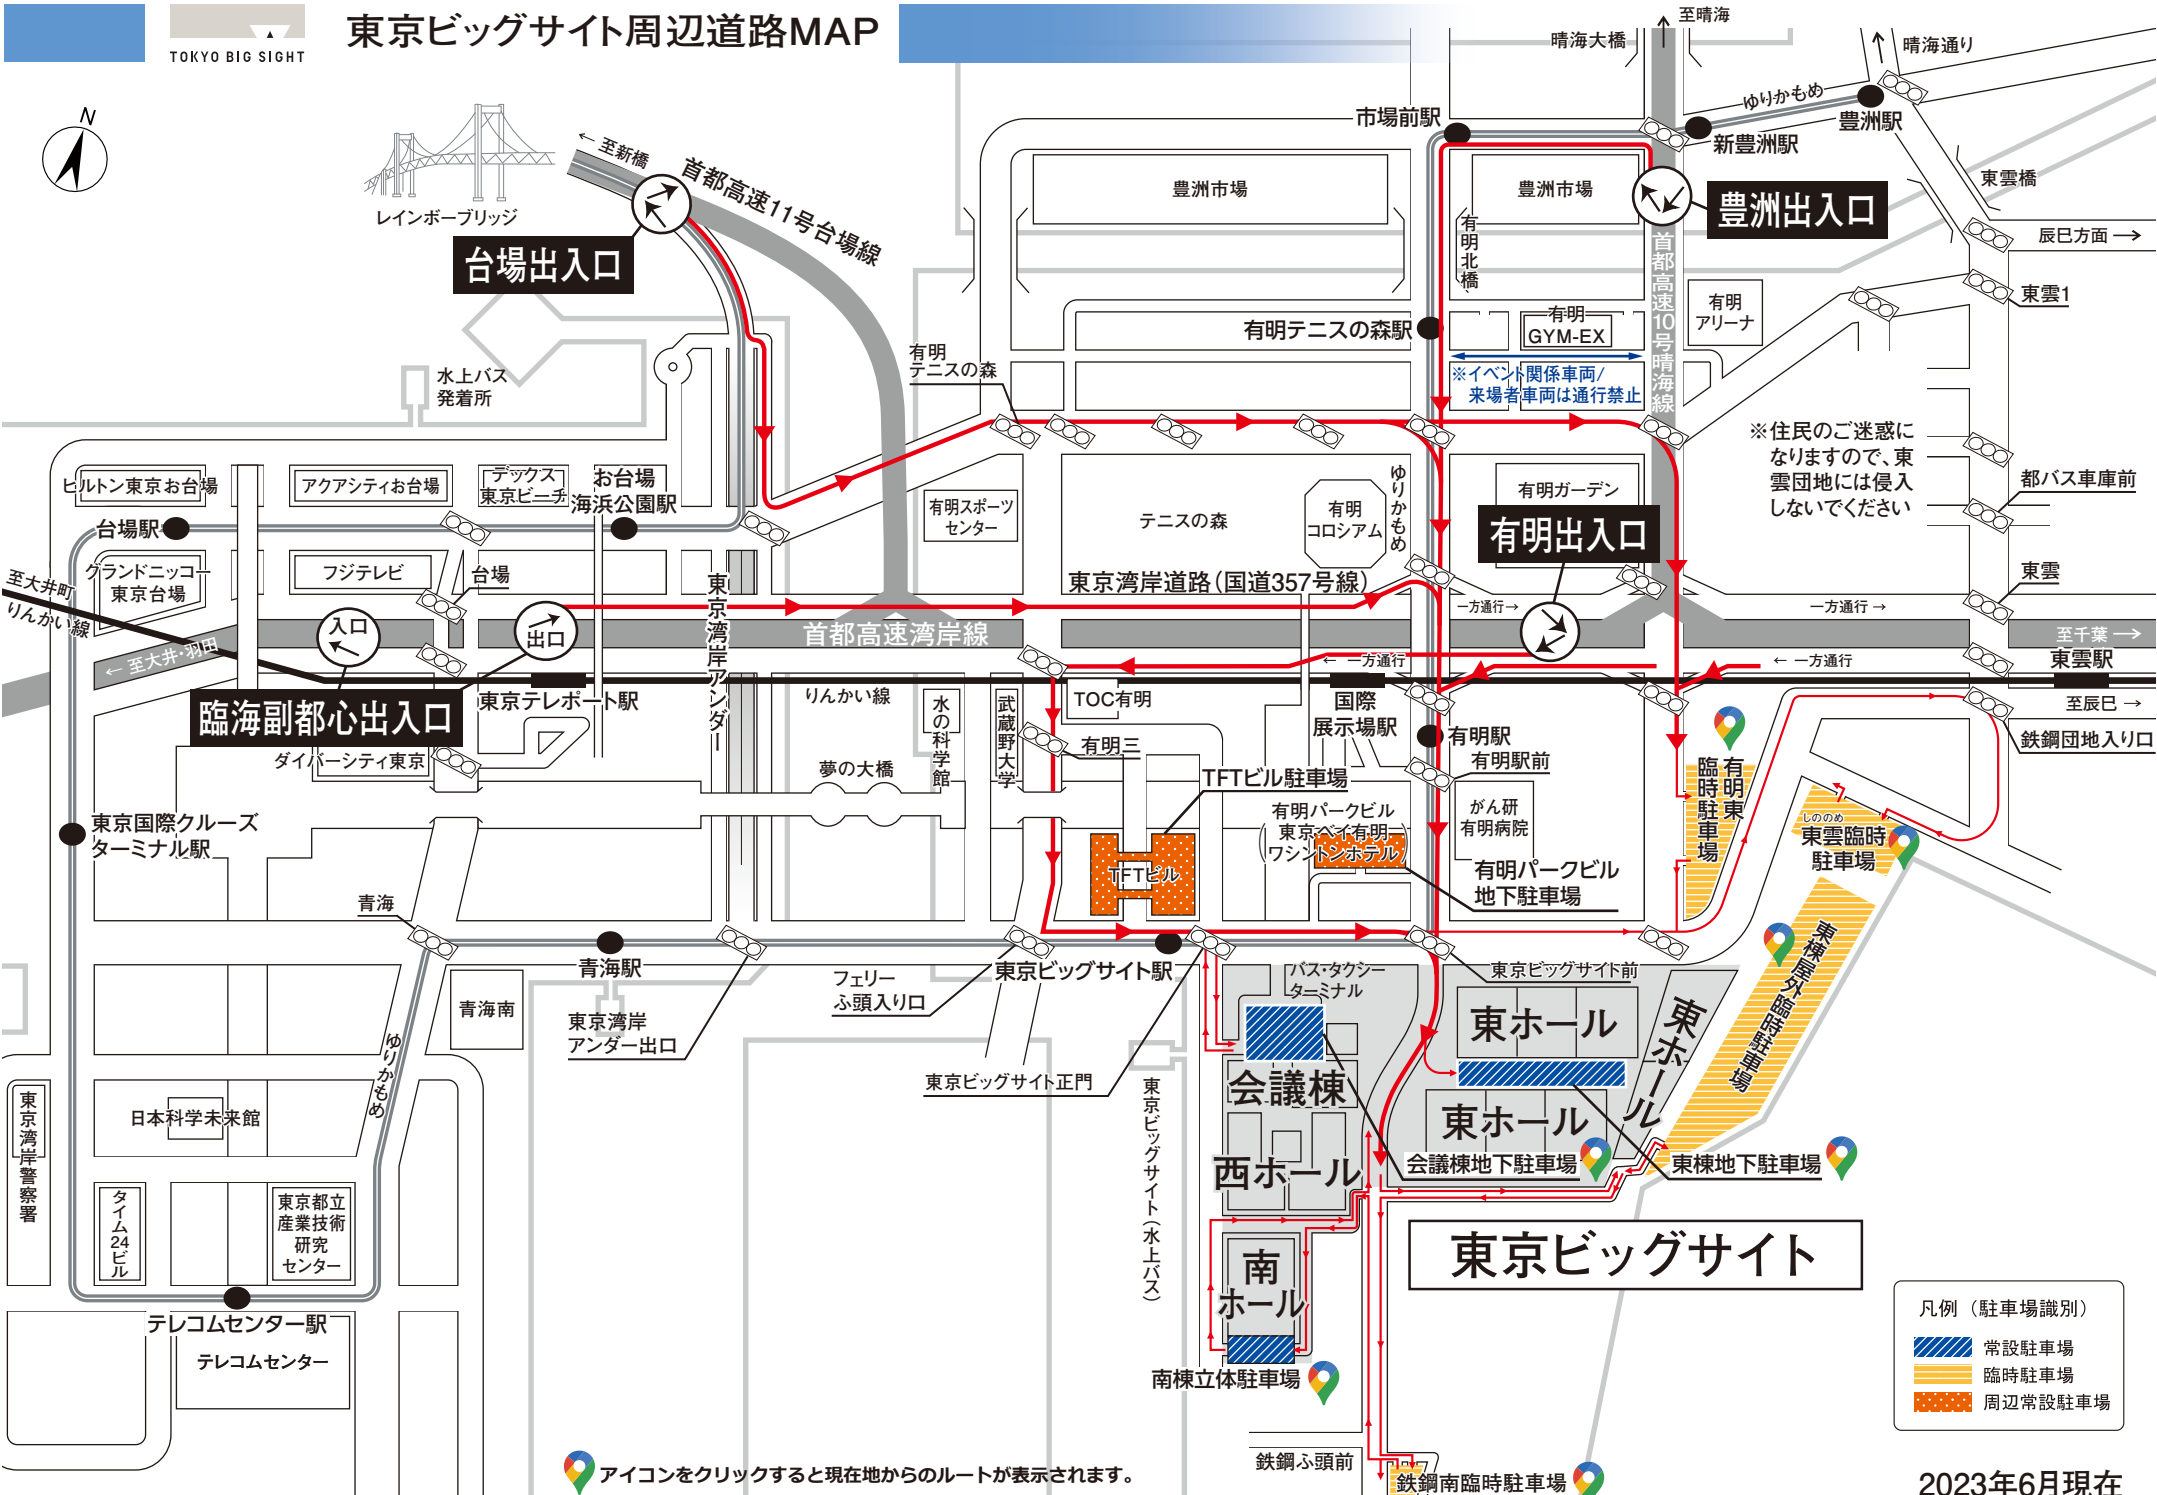 TOKYO BIG SIGHT
東京ビッグサイト周辺道路MAP
至晴海
晴海大橋
晴海通り
N
← 至新橋
首都高速11号台場線
レインボーブリッジ
台場出入口
市場前駅
ゆりかもめ
豊洲駅
新豊洲駅
東雲橋
豊洲市場
豊洲市場
豊洲出入口
辰巳方面 →
有明北橋
首都高速10号晴海線
東雲1
有明アリーナ
有明
GYM-EX
有明テニスの森駅
有明
テニスの森
※イベント関係車両/
来場者車両は通行禁止
水上バス
発着所
※住民のご迷惑に
なりますので、東
雲団地には侵入
しないでください
ヒルトン東京お台場
アクアシティお台場
デックス
東京ビーチ
お台場
海浜公園駅
台場駅
有明スポーツ
センター
テニスの森
有明
コロシアム
ゆりかもめ
有明ガーデン
有明出入口
都バス車庫前
グランドニッコー
東京台場
フジテレビ
台場
東京湾岸道路(国道357号線)
東雲
至大井町
りんかい線
入口
出口
東京湾岸アンダー
首都高速湾岸線
一方通行→
一方通行 →
← 至大井・羽田
至千葉 →
← 一方通行
← 一方通行
東雲駅
臨海副都心出入口
東京テレポート駅
りんかい線
水の科学館
武蔵野大学
TOC有明
国際
展示場駅
至辰巳 →
有明駅
有明駅前
鉄鋼団地入り口
ダイバーシティ東京
夢の大橋
有明三
TFTビル駐車場
有明東
臨時駐車場
東京国際クルーズ
ターミナル駅
有明パークビル
(東京ベイ有明
ワシントンホテル)
がん研
有明病院
しののめ
東雲臨時
駐車場
TFTビル
有明パークビル
地下駐車場
青海
青海駅
フェリー
ふ頭入り口
東京ビッグサイト駅
バス・タクシー
ターミナル
東京ビッグサイト前
東棟屋外臨時駐車場
青海南
東京湾岸
アンダー出口
ゆりかもめ
東京ビッグサイト正門
会議棟
東ホール
東ホール
東ホール
東京湾岸警察署
日本科学未来館
東京ビッグサイト(水上バス)
西ホール
会議棟地下駐車場
東棟地下駐車場
タイム24ビル
東京都立
産業技術
研究
センター
東京ビッグサイト
南
ホール
テレコムセンター駅
テレコムセンター
南棟立体駐車場
凡例(駐車場識別)
常設駐車場
臨時駐車場
周辺常設駐車場
鉄鋼ふ頭前
鉄鋼南臨時駐車場
アイコンをクリックすると現在地からのルートが表示されます。
2023年6月現在